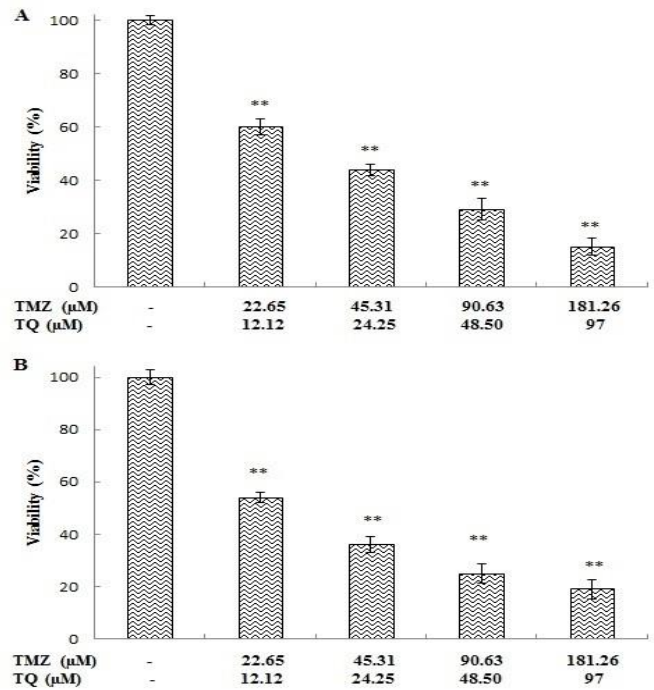 A
100
80
60
40
20
0
Viability (%)
**
**
**
**
TMZ (µM) - 22.65 45.31 90.63 181.26
TQ (µM) - 12.12 24.25 48.50 97
B
100
80
60
40
20
0
Viability (%)
**
**
**
**
TMZ (µM) - 22.65 45.31 90.63 181.26
TQ (µM) - 12.12 24.25 48.50 97